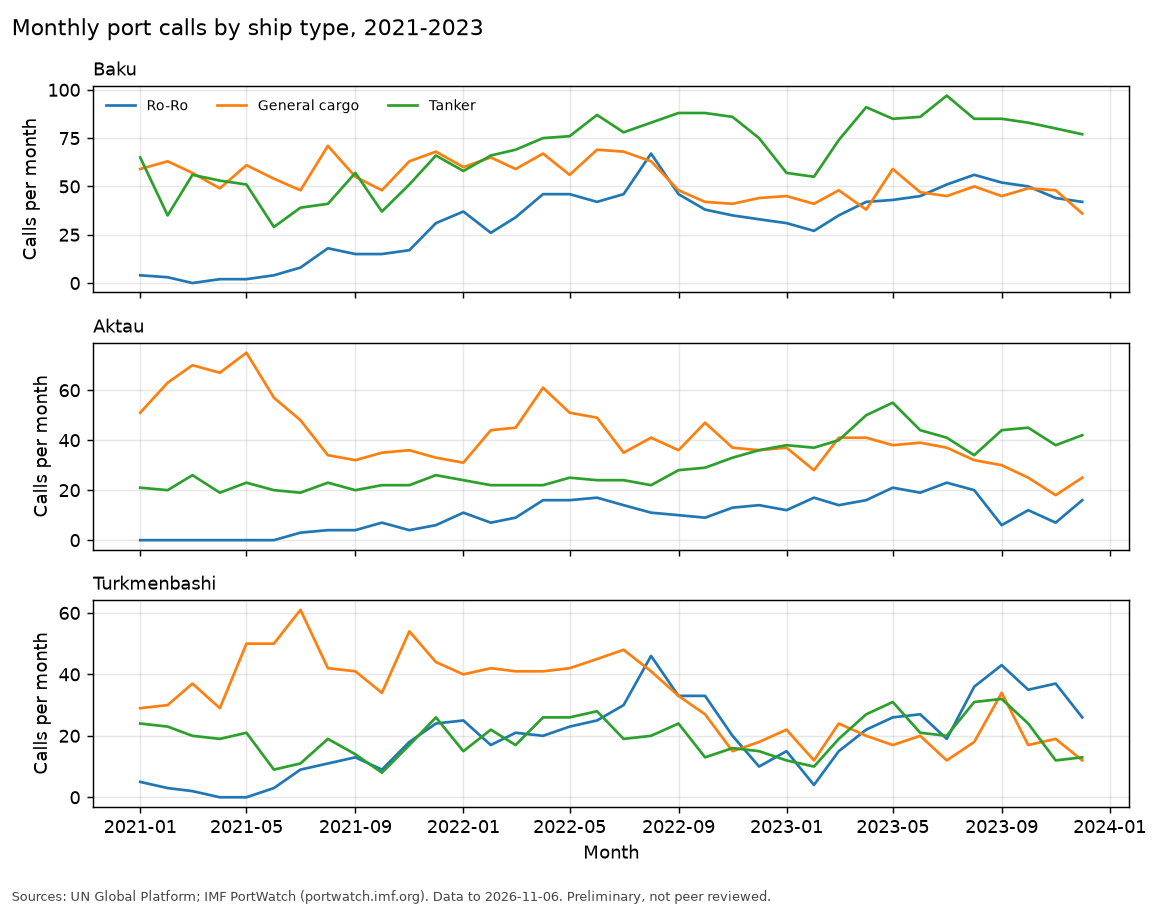 Monthly port calls by ship type, 2021-2023
Baku
Ro-Ro
General cargo
Tanker
Calls per month
100
75
50
25
0
Aktau
Calls per month
60
40
20
0
Turkmenbashi
Calls per month
60
40
20
0
2021-01
2021-05
2021-09
2022-01
2022-05
2022-09
2023-01
2023-05
2023-09
2024-01
Month
Sources: UN Global Platform; IMF PortWatch (portwatch.imf.org). Data to 2026-11-06. Preliminary, not peer reviewed.